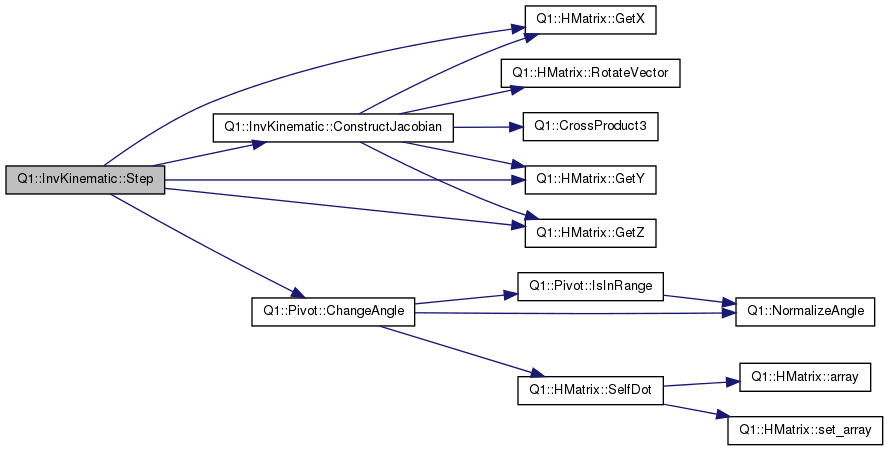 Q1::HMatrix::GetX
Q1::HMatrix::RotateVector
Q1::InvKinematic::ConstructJacobian
Q1::CrossProduct3
Q1::InvKinematic::Step
Q1::HMatrix::GetY
Q1::HMatrix::GetZ
Q1::Pivot::IsInRange
Q1::Pivot::ChangeAngle
Q1::NormalizeAngle
Q1::HMatrix::array
Q1::HMatrix::SelfDot
Q1::HMatrix::set_array